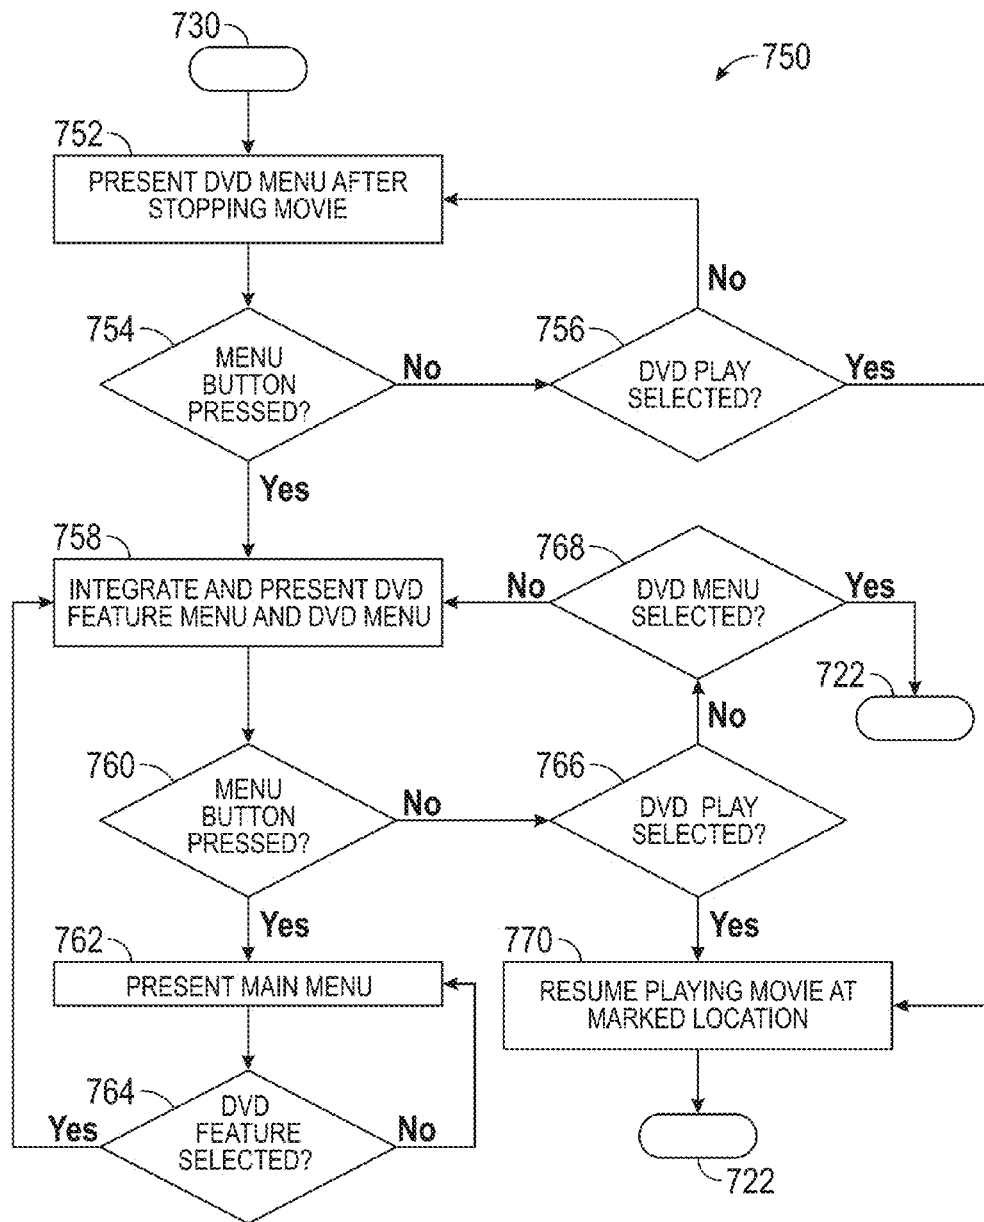 730
750
752
PRESENT DVD MENU AFTER
STOPPING MOVIE
No
754
MENU
BUTTON
PRESSED?
No
756
DVD PLAY
SELECTED?
Yes
Yes
758
INTEGRATE AND PRESENT DVD
FEATURE MENU AND DVD MENU
No
768
DVD MENU
SELECTED?
Yes
722
No
760
MENU
BUTTON
PRESSED?
No
766
DVD PLAY
SELECTED?
Yes
Yes
762
PRESENT MAIN MENU
770
RESUME PLAYING MOVIE AT
MARKED LOCATION
764
DVD
FEATURE
SELECTED?
Yes
No
722